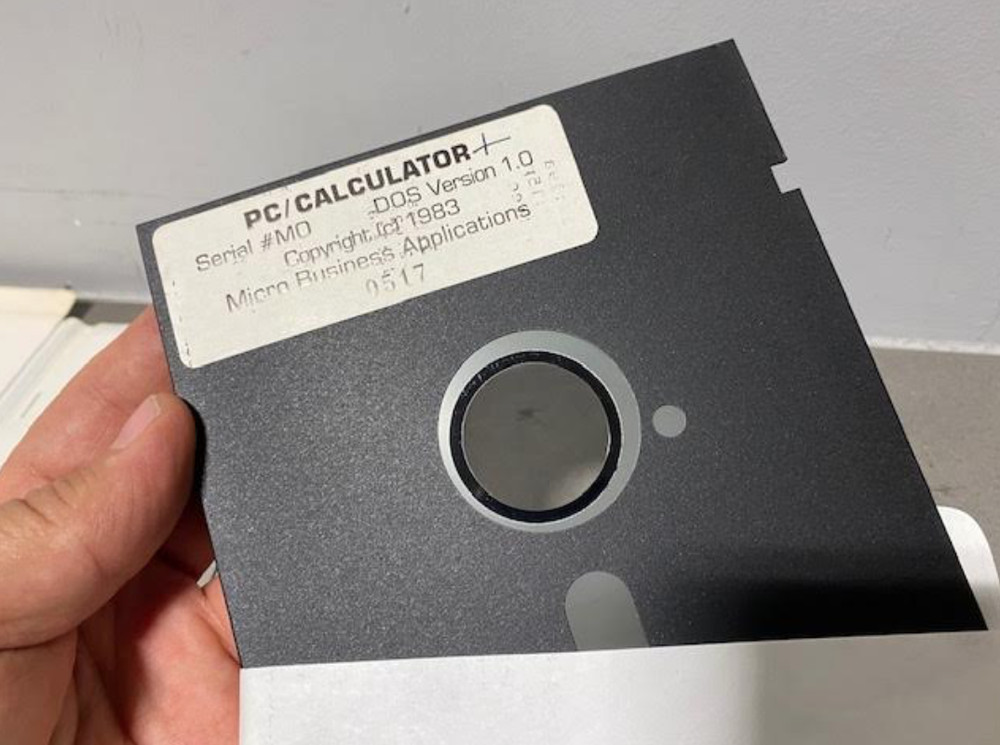 PC/CALCULATOR+
Serial #MO DOS Version 1.0
Copyright (c) 1983
Micro Business Applications
0517